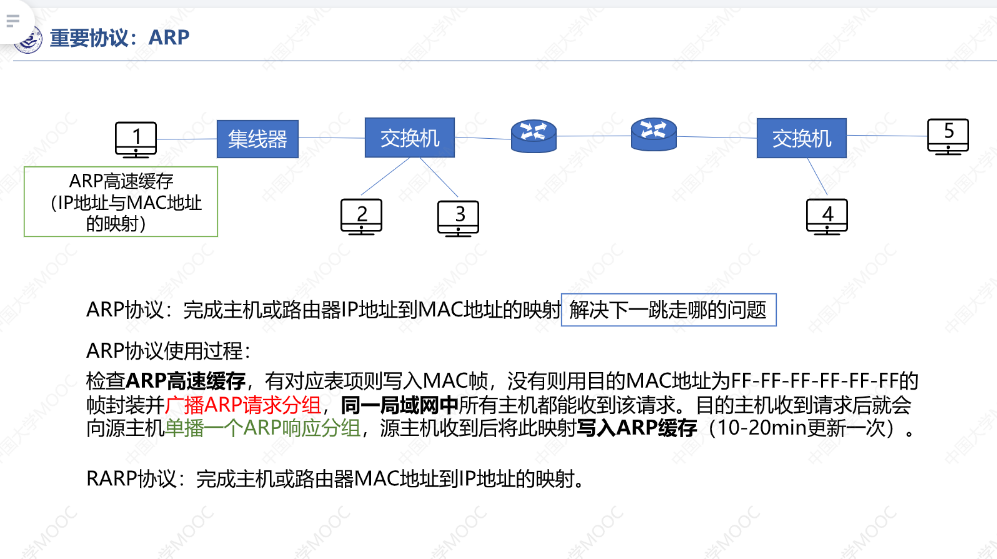 重要协议：ARP
1
集线器
交换机
交换机
5
ARP高速缓存
（IP地址与MAC地址
的映射）
2
3
4
ARP协议：完成主机或路由器IP地址到MAC地址的映射 解决下一跳走哪的问题
ARP协议使用过程：
检查ARP高速缓存，有对应表项则写入MAC帧，没有则用目的MAC地址为FF-FF-FF-FF-FF-FF的
帧封装并广播ARP请求分组，同一局域网中所有主机都能收到该请求。目的主机收到请求后就会
向源主机单播一个ARP响应分组，源主机收到后将此映射写入ARP缓存（10-20min更新一次）。
RARP协议：完成主机或路由器MAC地址到IP地址的映射。
中国大学MOOC